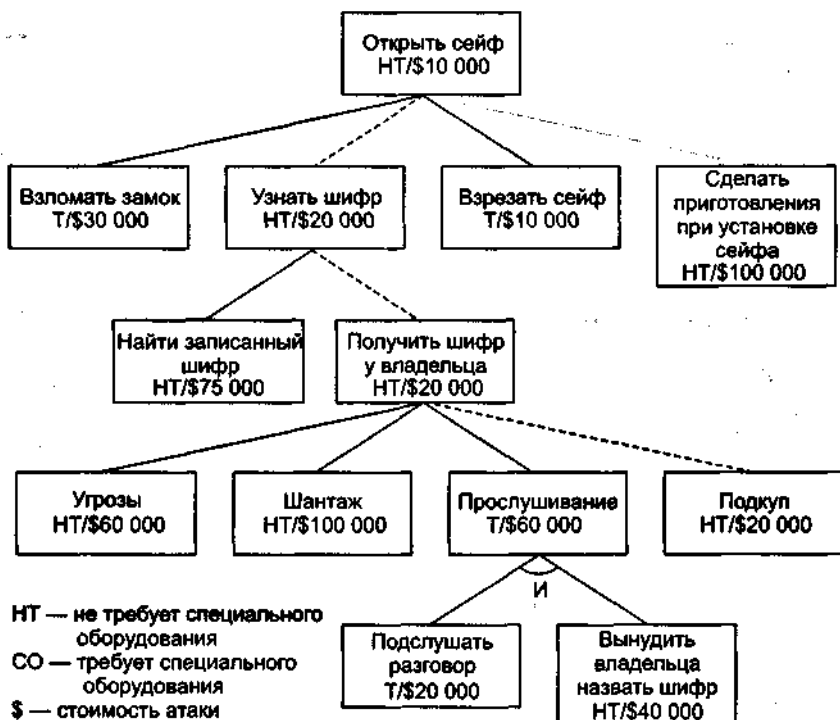 Открыть сейф
НТ/$10 000
Взломать замок
Т/$30 000
Узнать шифр
НТ/$20 000
Взрезать сейф
Т/$10 000
Сделать
приготовления
при установке
сейфа
НТ/$100 000
Найти записанный
шифр
НТ/$75 000
Получить шифр
у владельца
НТ/$20 000
Угрозы
НТ/$60 000
Шантаж
НТ/$100 000
Прослушивание
Т/$60 000
Подкуп
НТ/$20 000
И
Подслушать
разговор
Т/$20 000
Вынудить
владельца
назвать шифр
НТ/$40 000
НТ — не требует специального
оборудования
СО — требует специального
оборудования
$ — стоимость атаки